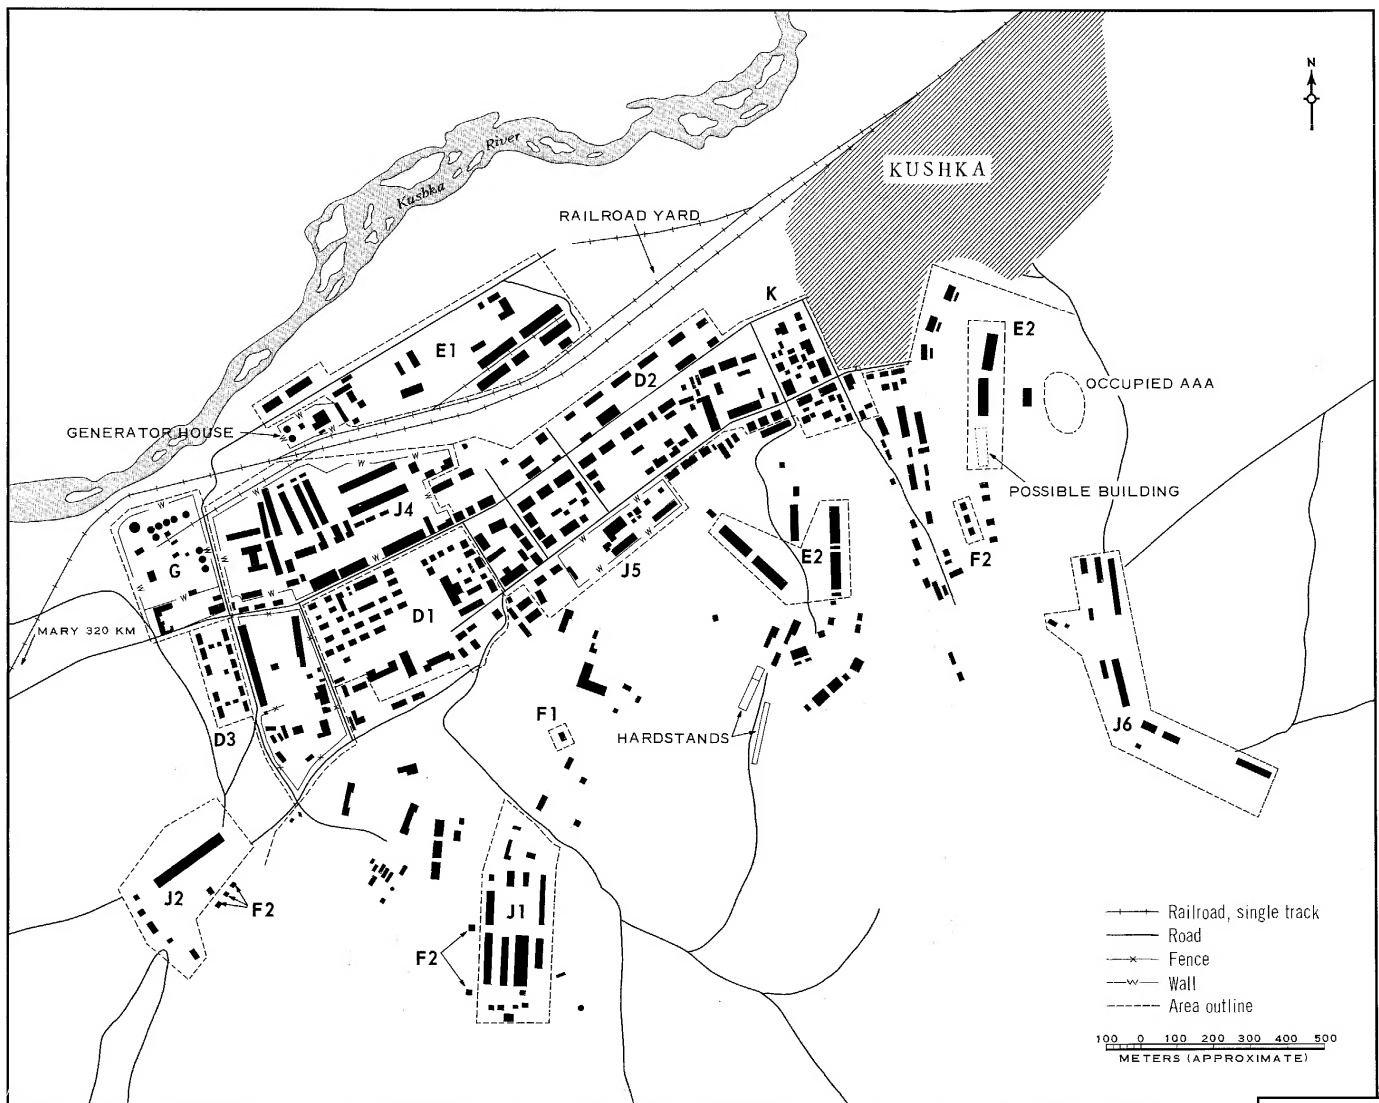 N
KUSHKA
River
Kushka
RAILROAD YARD
K
E2
E1
D2
OCCUPIED AAA
GENERATOR HOUSE
W
W
W
W
W
POSSIBLE BUILDING
W
J4
W
W
W
W
W
E2
F2
G
J5
W
W
W
W
D1
MARY 320 KM
F1
J6
D3
HARDSTANDS
J2
F2
J1
F2
Railroad, single track
Road
Fence
W Wall
Area outline
100 0 100 200 300 400 500
METERS (APPROXIMATE)